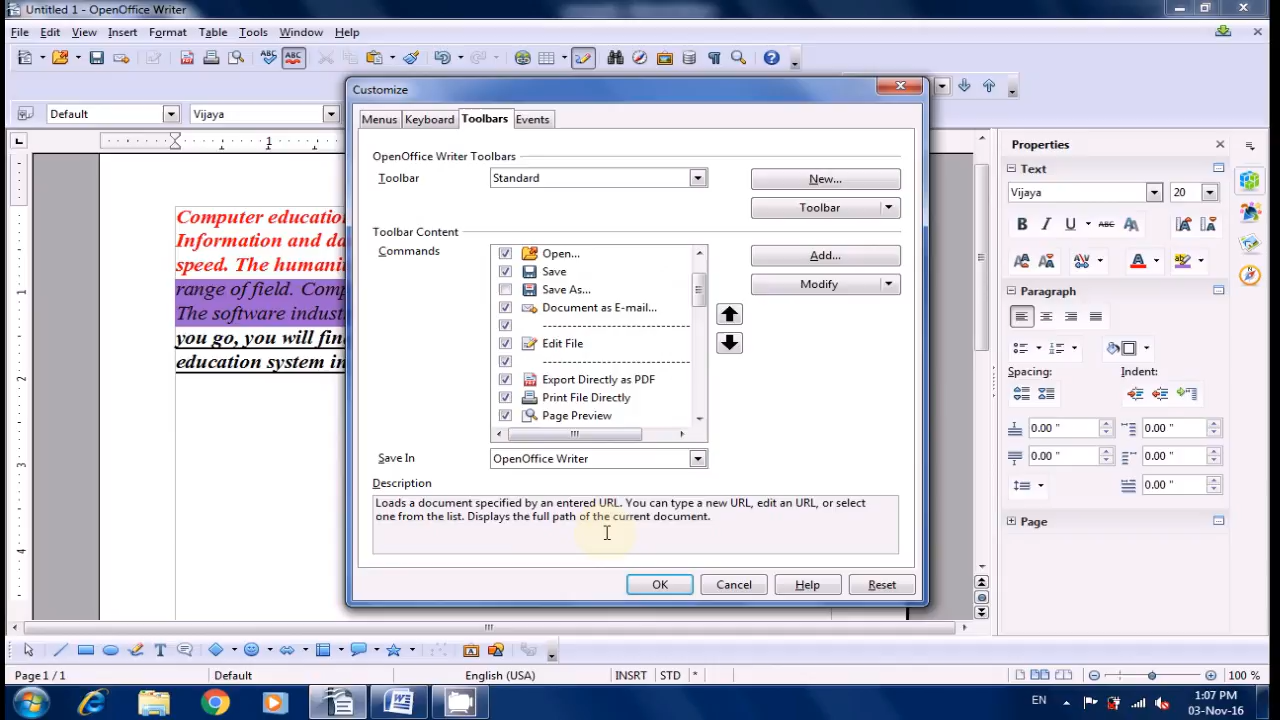 Untitled 1 - OpenOffice Writer
File Edit View Insert Format Table Tools Window Help
Default
Vijaya
Customize
Menus Keyboard Toolbars Events
OpenOffice Writer Toolbars
Toolbar
Standard
New...
Toolbar
Toolbar Content
Commands
Open...
Save
Save As...
Document as E-mail...
Edit File
Export Directly as PDF
Print File Directly
Page Preview
Add...
Modify
Save In
OpenOffice Writer
Description
Loads a document specified by an entered URL. You can type a new URL, edit an URL, or select
one from the list. Displays the full path of the current document.
OK Cancel Help Reset
Computer education
Information and da
speed. The humani
range of field. Comp
The software indust
you go, you will fin
education system in
Properties
Text
Vijaya
20
Paragraph
Spacing: Indent:
0.00 " 0.00 "
0.00 " 0.00 "
0.00 "
Page
Page 1 / 1 Default English (USA) INSRT STD * 100 %
EN
1:07 PM
03-Nov-16